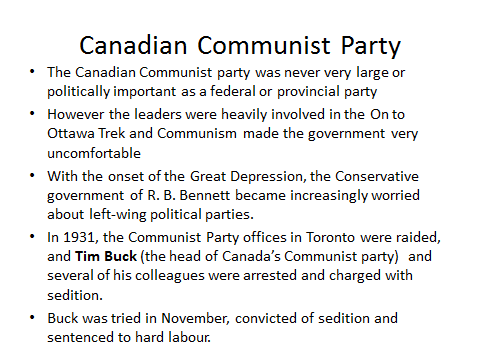 Canadian Communist Party
• The Canadian Communist party was never very large or
politically important as a federal or provincial party
• However the leaders were heavily involved in the On to
Ottawa Trek and Communism made the government very
uncomfortable
• With the onset of the Great Depression, the Conservative
government of R. B. Bennett became increasingly worried
about left-wing political parties.
• In 1931, the Communist Party offices in Toronto were raided,
and Tim Buck (the head of Canada's Communist party) and
several of his colleagues were arrested and charged with
sedition.
• Buck was tried in November, convicted of sedition and
sentenced to hard labour.